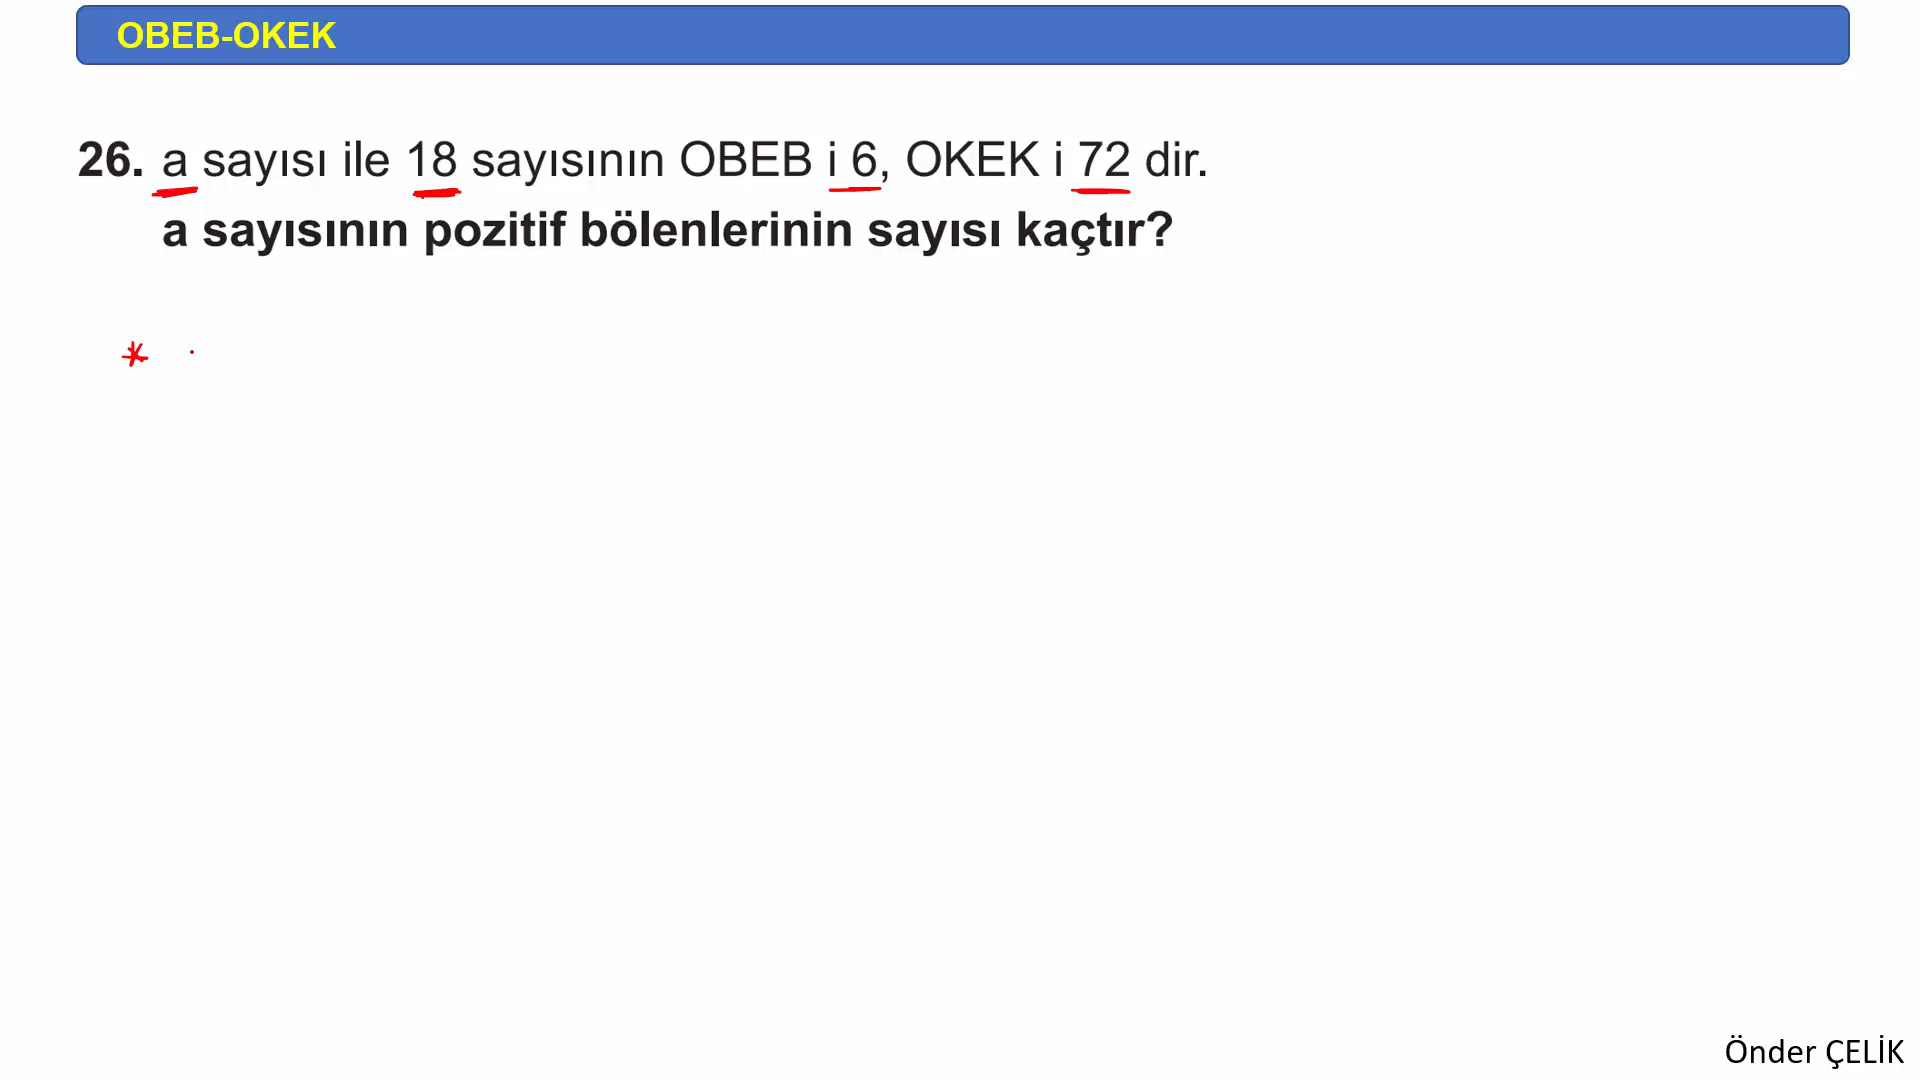 OBEB-OKEK
26. a sayısı ile 18 sayısının OBEB i 6, OKEK i 72 dir.
a sayısının pozitif bölenlerinin sayısı kaçtır?
*
Önder ÇELİK